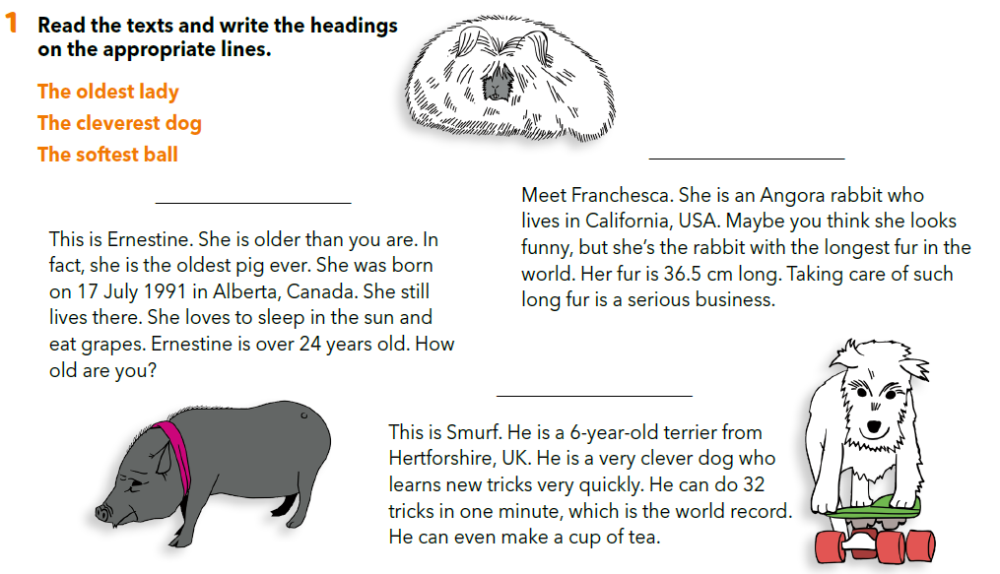 1 Read the texts and write the headings
on the appropriate lines.
The oldest lady
The cleverest dog
The softest ball
This is Ernestine. She is older than you are. In
fact, she is the oldest pig ever. She was born
on 17 July 1991 in Alberta, Canada. She still
lives there. She loves to sleep in the sun and
eat grapes. Ernestine is over 24 years old. How
old are you?
Meet Franchesca. She is an Angora rabbit who
lives in California, USA. Maybe you think she looks
funny, but she’s the rabbit with the longest fur in the
world. Her fur is 36.5 cm long. Taking care of such
long fur is a serious business.
This is Smurf. He is a 6-year-old terrier from
Hertforshire, UK. He is a very clever dog who
learns new tricks very quickly. He can do 32
tricks in one minute, which is the world record.
He can even make a cup of tea.